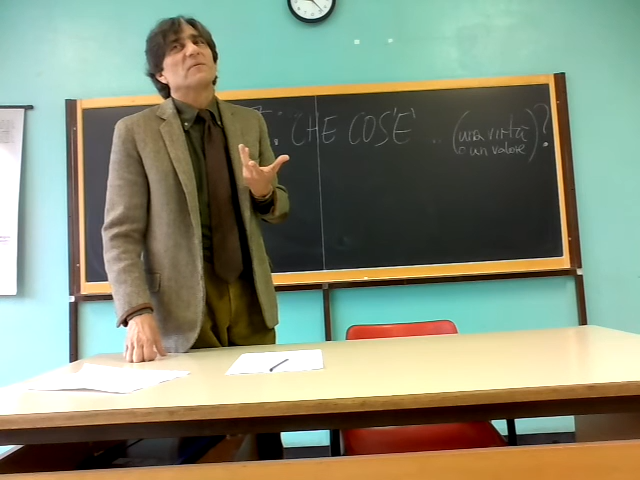 CHE COS'E' .. (una virtù
o un valore)?